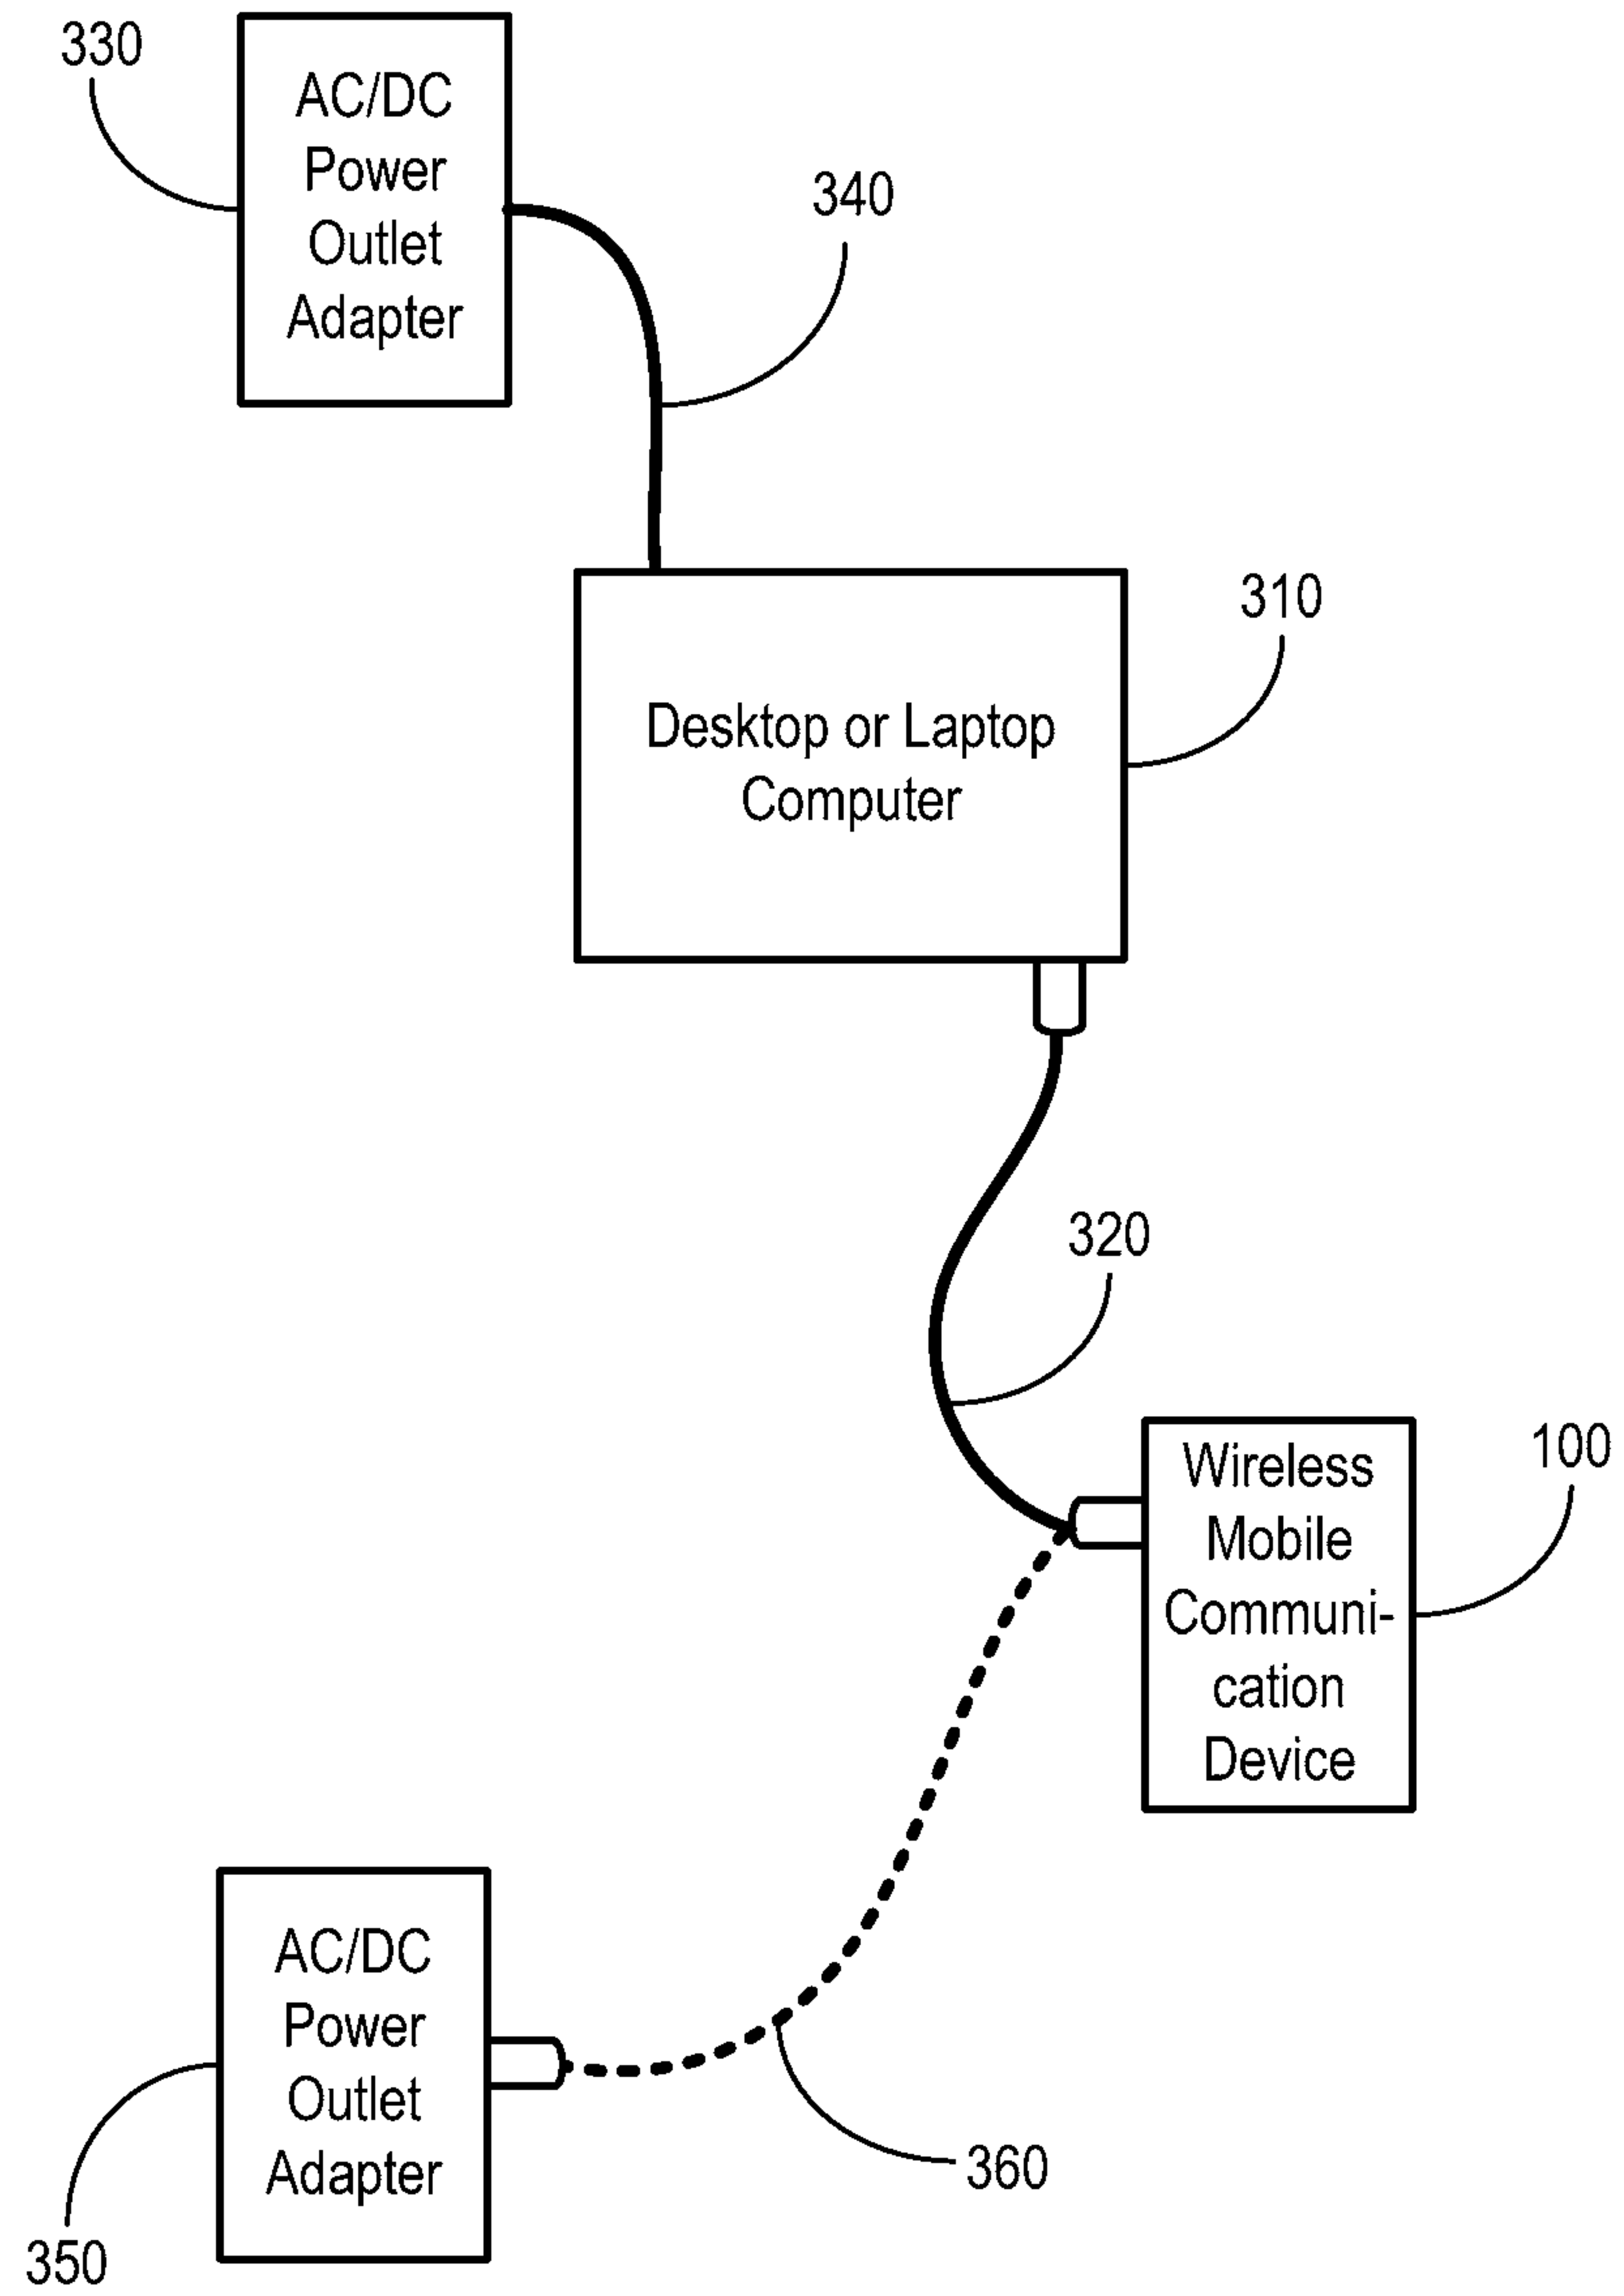 330
AC/DC
Power
Outlet
Adapter
340
310
Desktop or Laptop
Computer
320
100
Wireless
Mobile
Communi-
cation
Device
AC/DC
Power
Outlet
Adapter
360
350